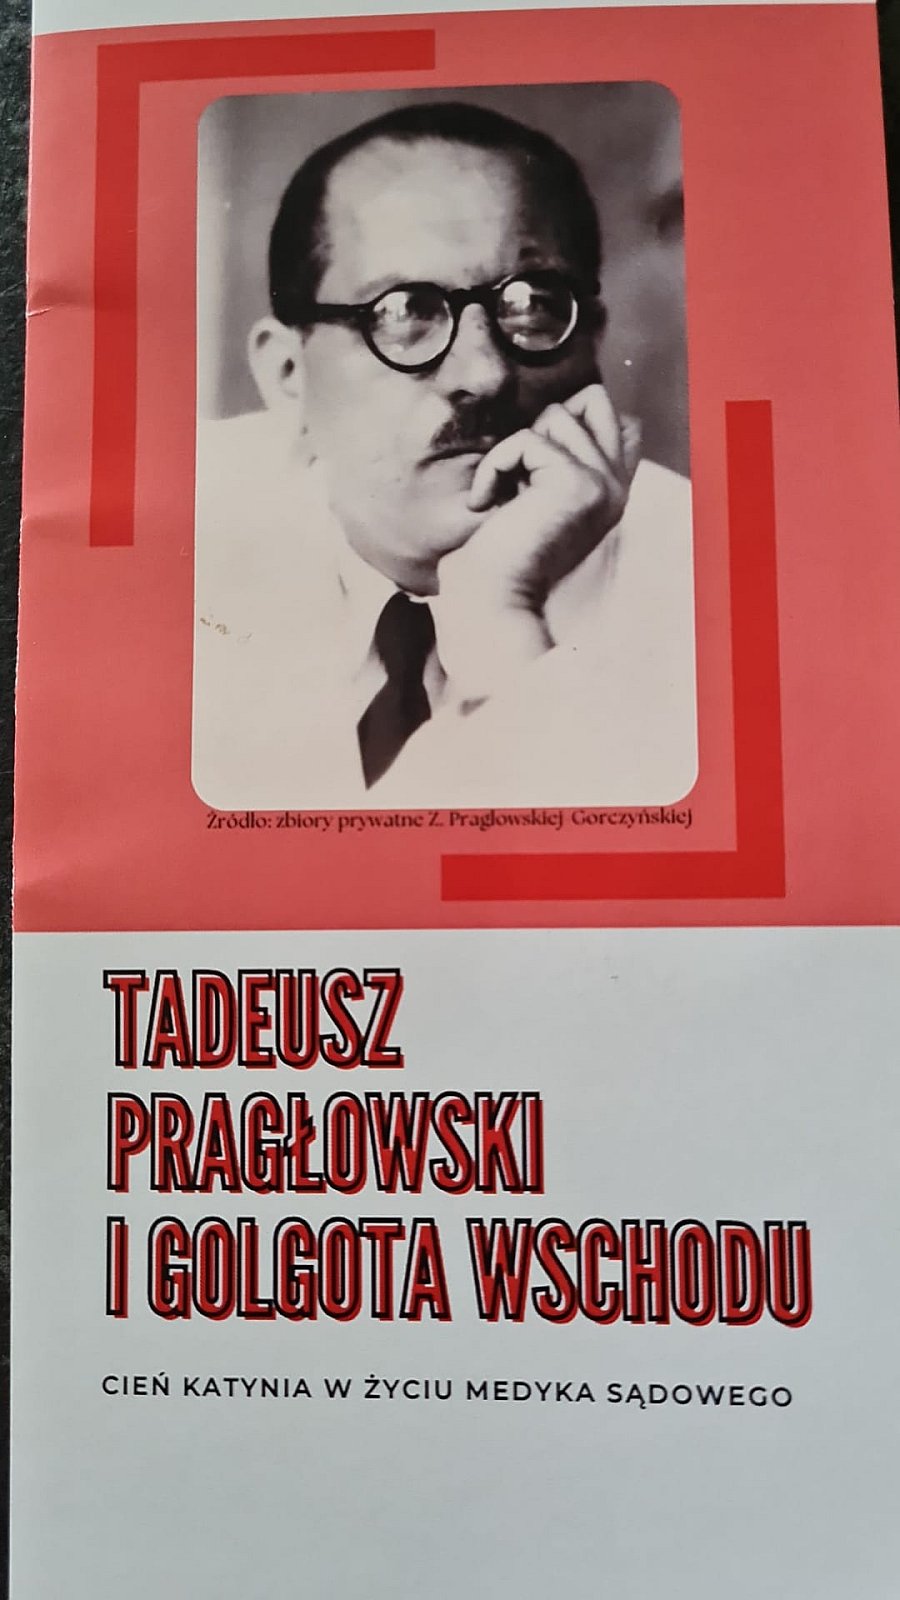 Źródło: zbiory prywatne Z. Pragłowskiej Gorczyńskiej
TADEUSZ
PRAGŁOWSKI
I GOLGOTA WSCHODU
CIEŃ KATYNIA W ŻYCIU MEDYKA SĄDOWEGO